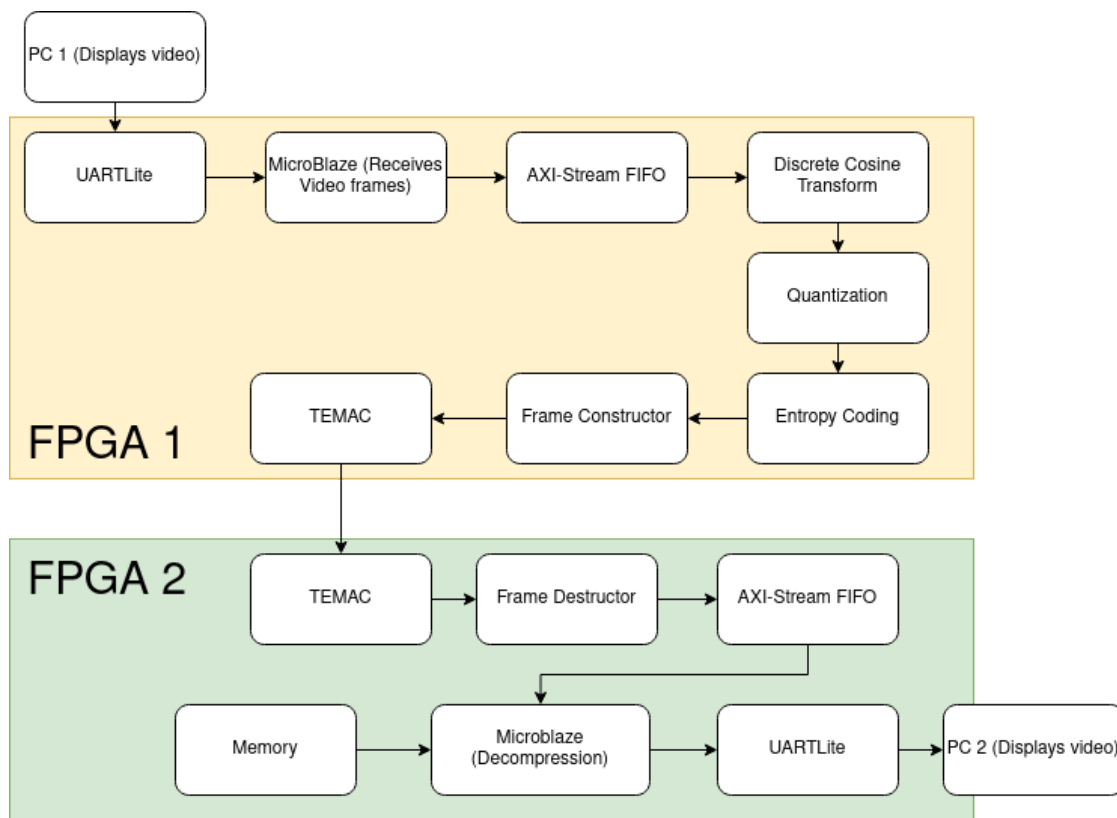 PC 1 (Displays video)
UARTLite
MicroBlaze (Receives
Video frames)
AXI-Stream FIFO
Discrete Cosine
Transform
Quantization
TEMAC
Frame Constructor
Entropy Coding
FPGA 1
FPGA 2
TEMAC
Frame Destructor
AXI-Stream FIFO
Memory
Microblaze
(Decompression)
UARTLite
PC 2 (Displays video)